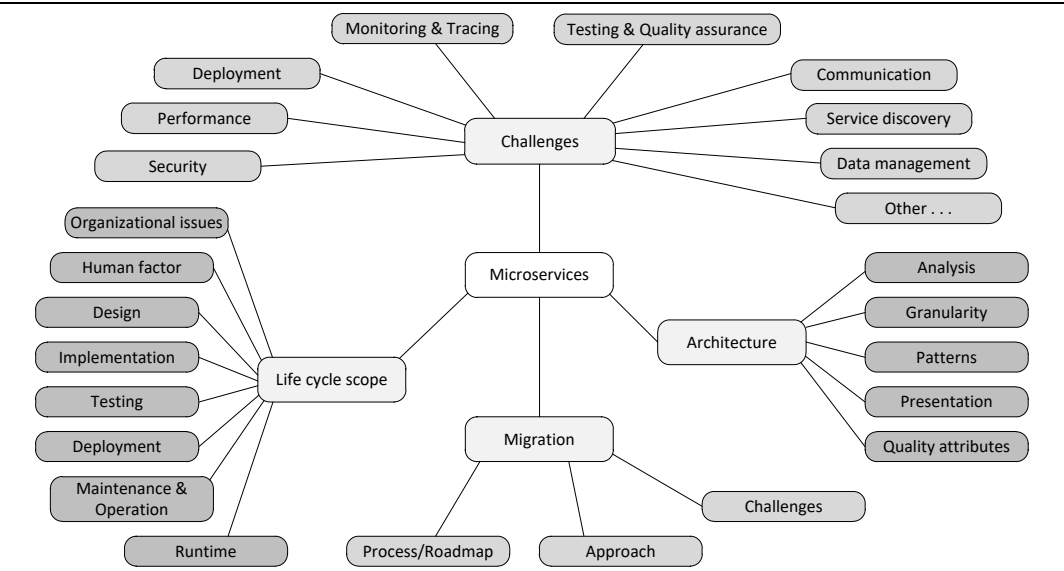 Monitoring & Tracing
Testing & Quality assurance
Deployment
Communication
Performance
Service discovery
Challenges
Security
Data management
Other . . .
Organizational issues
Human factor
Microservices
Analysis
Design
Granularity
Architecture
Implementation
Patterns
Life cycle scope
Testing
Presentation
Migration
Deployment
Quality attributes
Maintenance &
Operation
Challenges
Runtime
Process/Roadmap
Approach